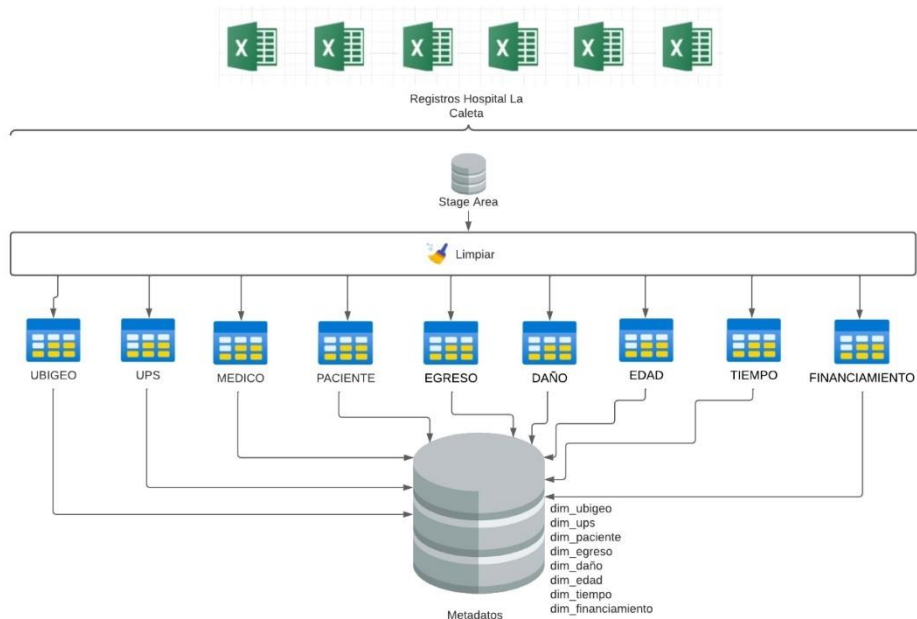 X X X X X X
Registros Hospital La
Caleta
Stage Area
Limpiar
UBIGEO UPS MEDICO PACIENTE EGRESO DAÑO EDAD TIEMPO FINANCIAMIENTO
dim_ubigeo
dim_ups
dim_paciente
dim_egreso
dim_daño
dim_edad
dim_tiempo
dim_financiamiento
Metadatos